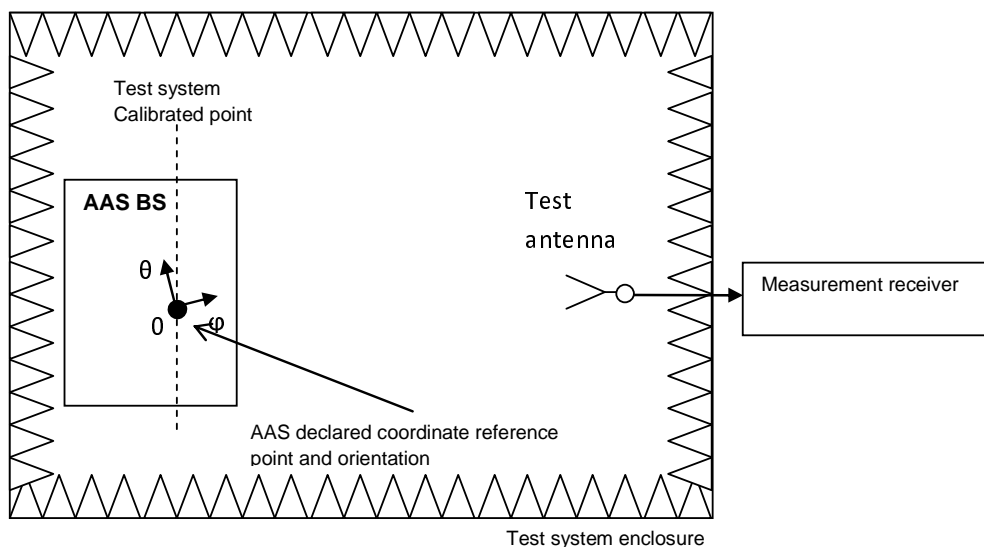 Test system
Calibrated point
AAS BS
Test
antenna
θ
0
φ
Measurement receiver
AAS declared coordinate reference
point and orientation
Test system enclosure